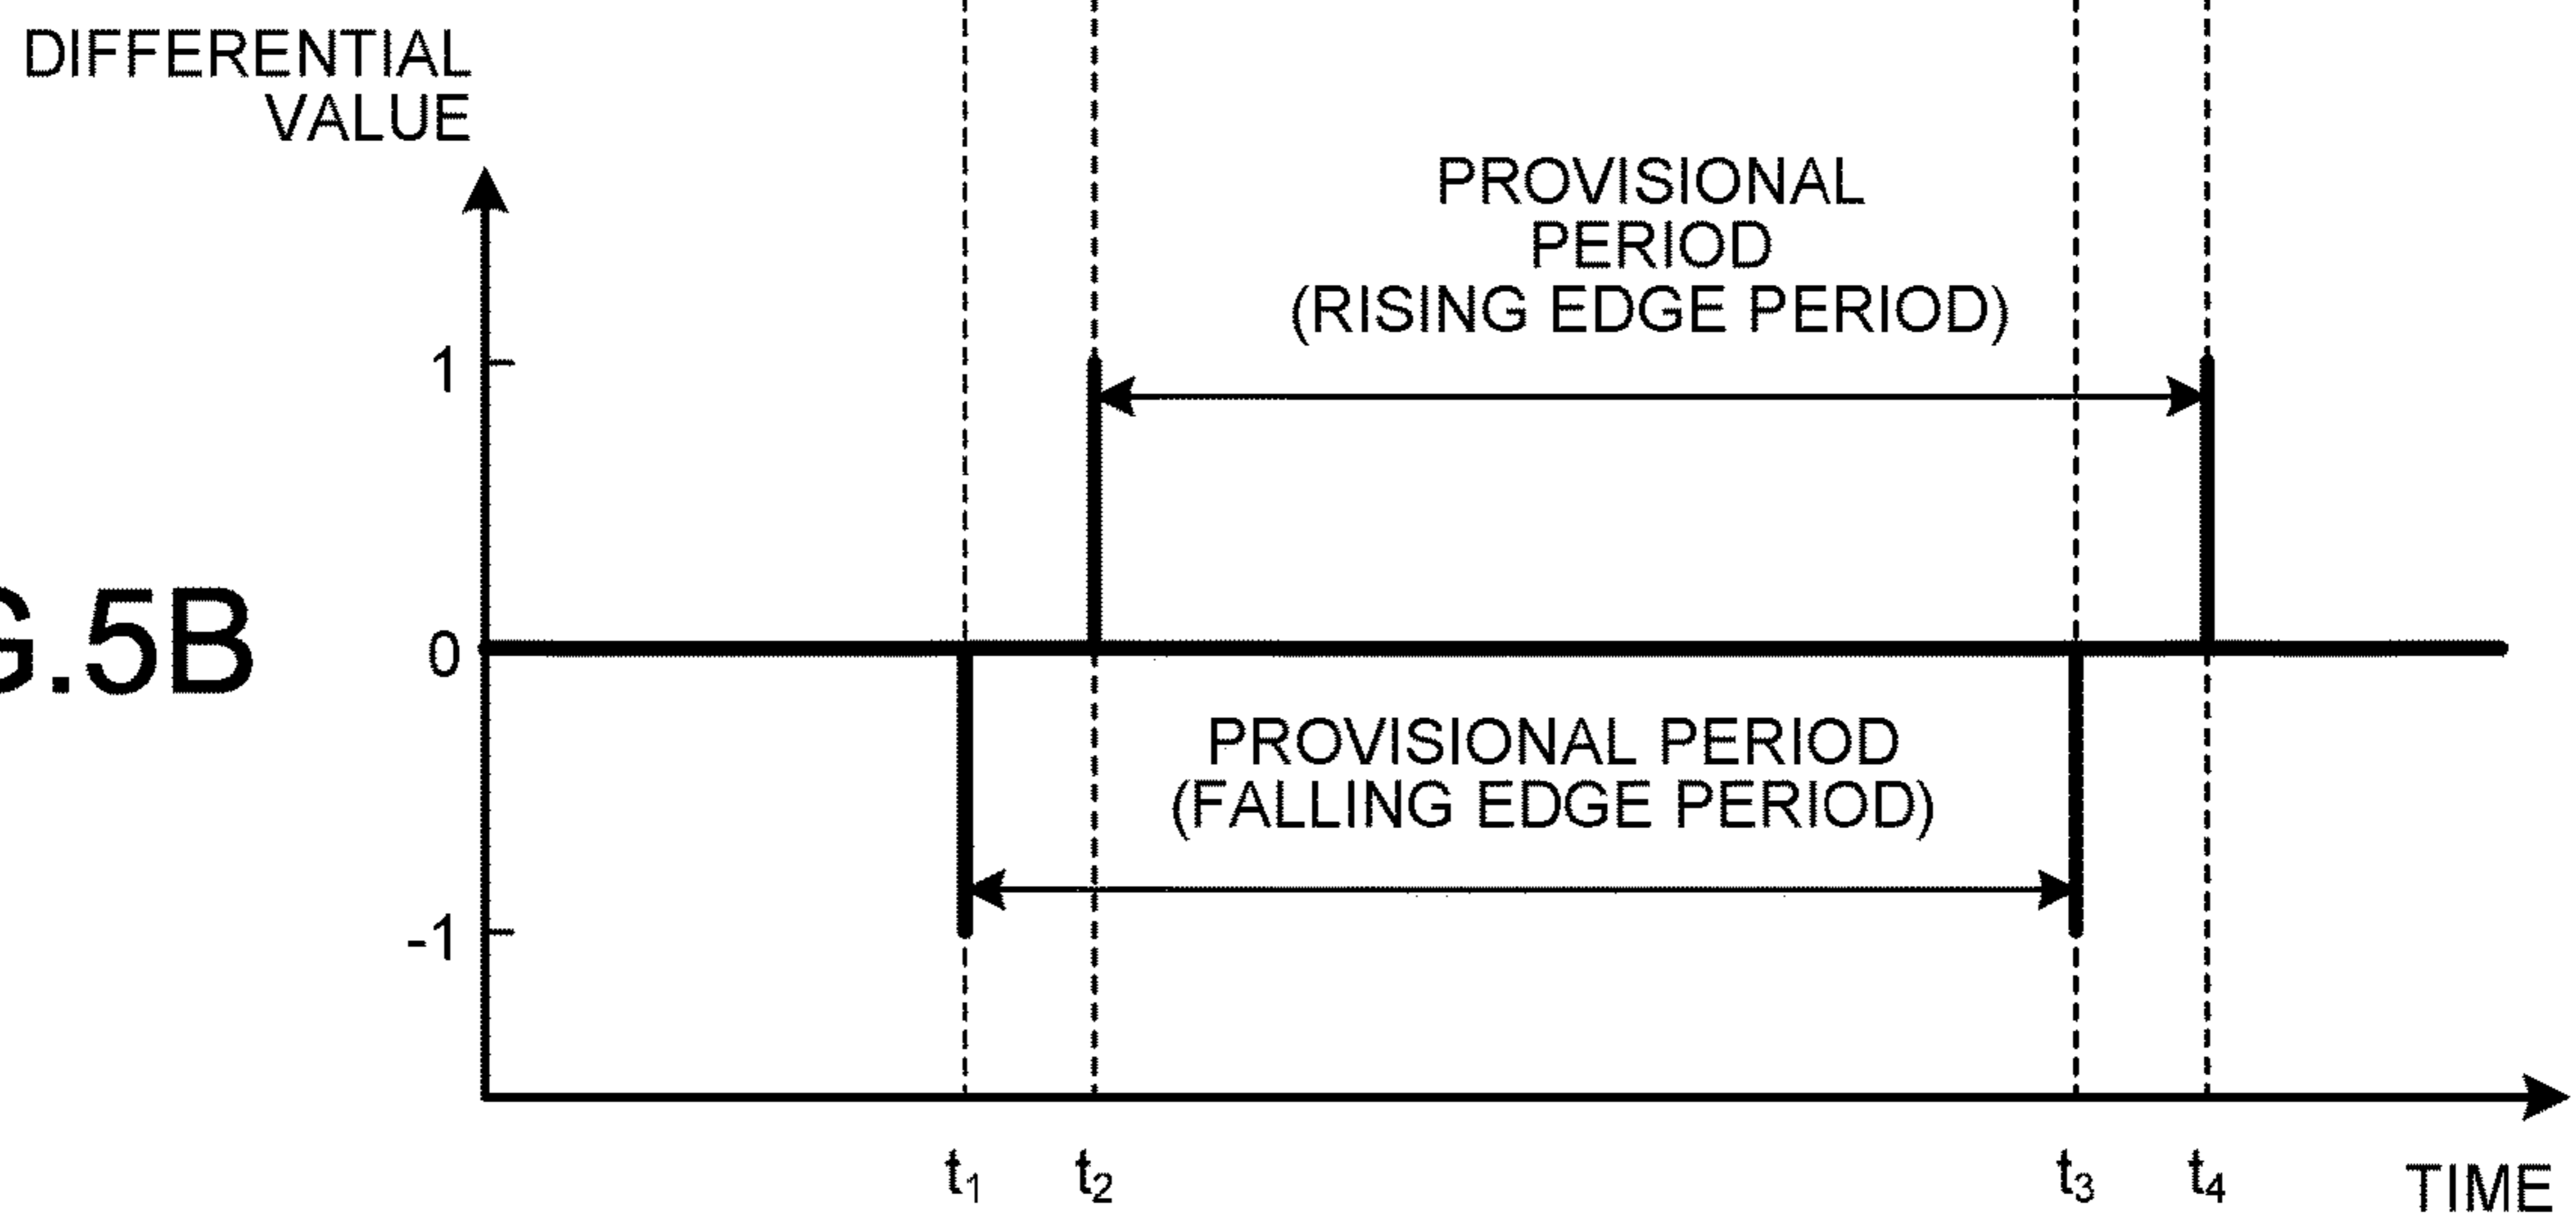 DIFFERENTIAL
VALUE
PROVISIONAL
PERIOD
(RISING EDGE PERIOD)
1
G.5B
0
PROVISIONAL PERIOD
(FALLING EDGE PERIOD)
-1
t₁ t₂ t₃ t₄ TIME